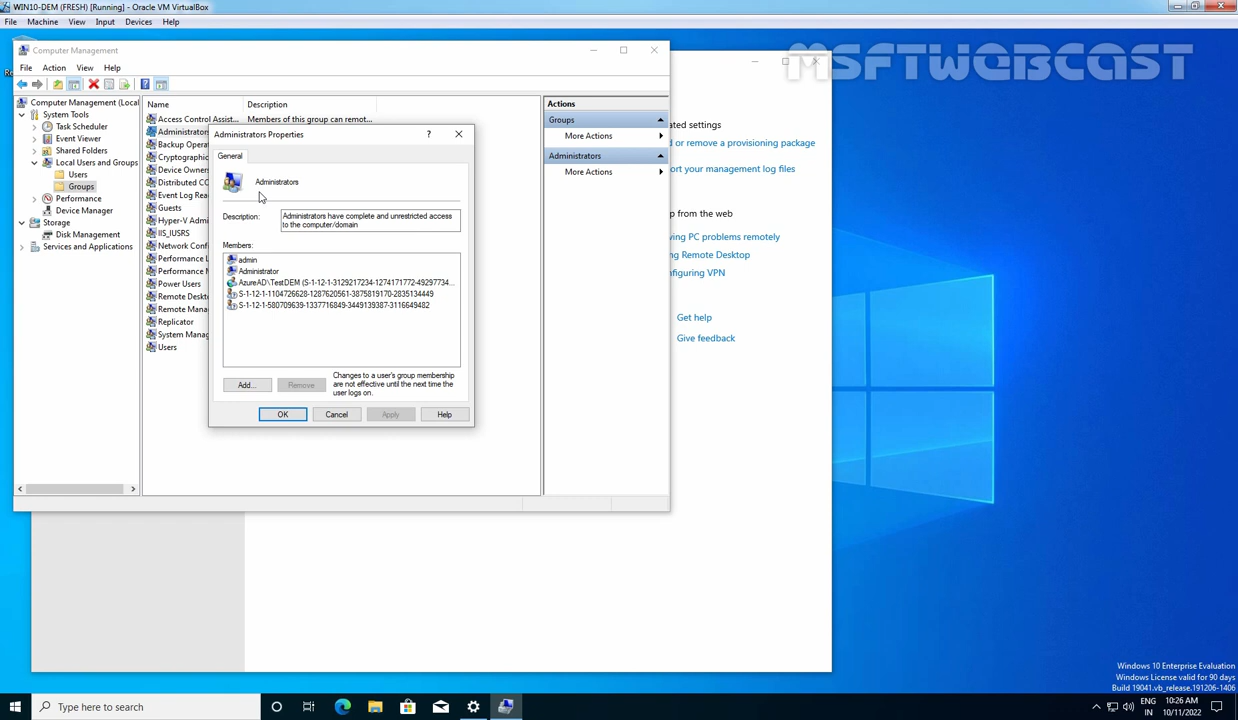 WIN10-DEM (FRESH) [Running] - Oracle VM VirtualBox
File Machine View Input Devices Help
MSFTWEBCAST
Computer Management
File Action View Help
Computer Management (Local
System Tools
Task Scheduler
Event Viewer
Shared Folders
Local Users and Groups
Users
Groups
Performance
Device Manager
Storage
Disk Management
Services and Applications
Name Description
Access Control Assist... Members of this group can remot...
Administrators
Backup Opera
Cryptographic
Device Owners
Distributed CO
Event Log Rea
Guests
Hyper-V Admi
IIS_IUSRS
Network Confi
Performance L
Performance M
Power Users
Remote Deskt
Remote Mana
Replicator
System Manag
Users
Administrators Properties
?
General
Administrators
Description: Administrators have complete and unrestricted access
to the computer/domain
Members:
admin
Administrator
AzureAD\TestDEM (S-1-12-1-3129217234-1274171772-49297734...
S-1-12-1-1104726628-1287620561-3875819170-2835134449
S-1-12-1-580709639-1337716849-3449139387-3116649482
Add... Remove
Changes to a user's group membership
are not effective until the next time the
user logs on.
OK Cancel Apply Help
Actions
Groups
More Actions
Administrators
More Actions
ated settings
d or remove a provisioning package
ort your management log files
p from the web
ving PC problems remotely
ng Remote Desktop
nfiguring VPN
Get help
Give feedback
Windows 10 Enterprise Evaluation
Windows License valid for 90 days
Build 19041.vb_release.191206-1406
Type here to search
ENG
IN
10:26 AM
10/11/2022